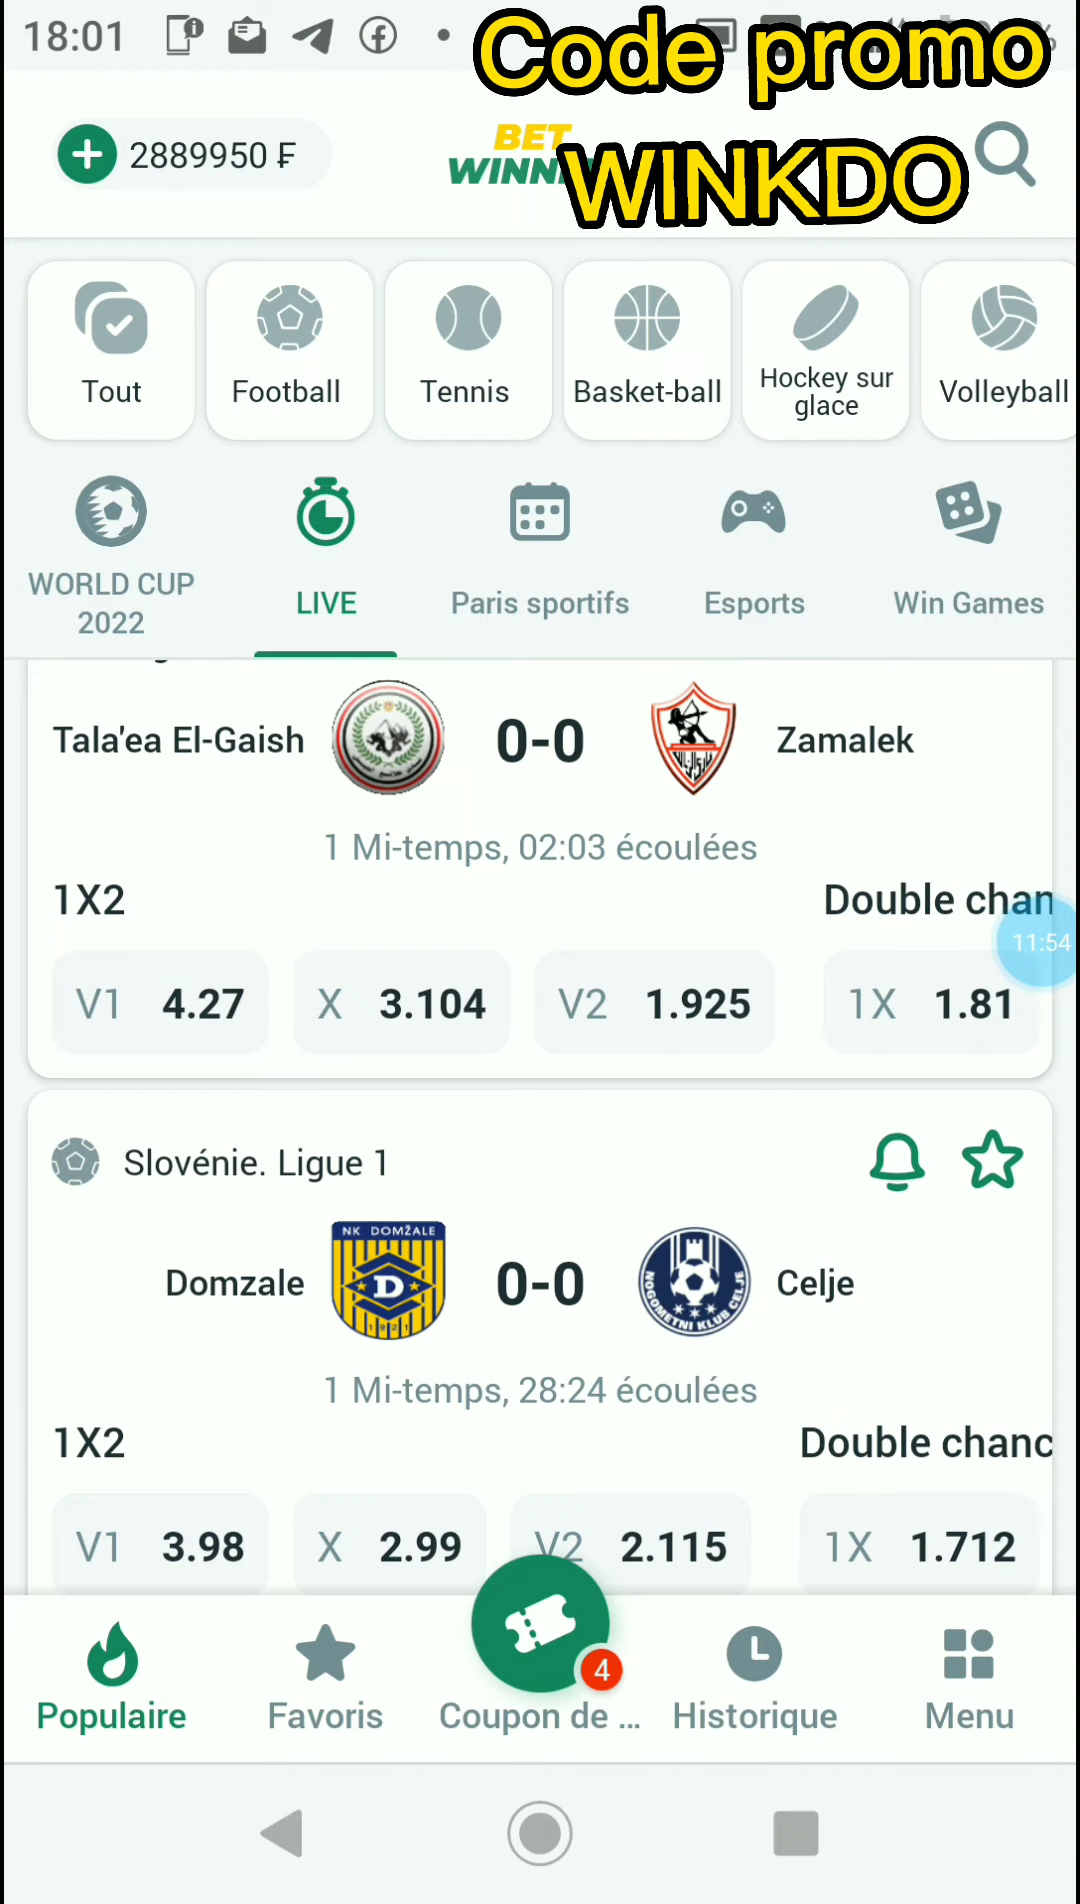 18:01
Code promo
2889950 ₣
BET
WINKDO
Tout
Football
Tennis
Basket-ball
Hockey sur
glace
Volleyball
WORLD CUP
2022
LIVE
Paris sportifs
Esports
Win Games
Tala'ea El-Gaish
0-0
Zamalek
1 Mi-temps, 02:03 écoulées
1X2
Double chan
11:54
V1 4.27
X 3.104
V2 1.925
1X 1.81
Slovénie. Ligue 1
NK DOMŽALE
Domzale
D
0-0
NOGOMETNI KLUB CELJE
Celje
1921
1 Mi-temps, 28:24 écoulées
1X2
Double chanc
V1 3.98
X 2.99
V2 2.115
1X 1.712
4
Populaire
Favoris
Coupon de ...
Historique
Menu